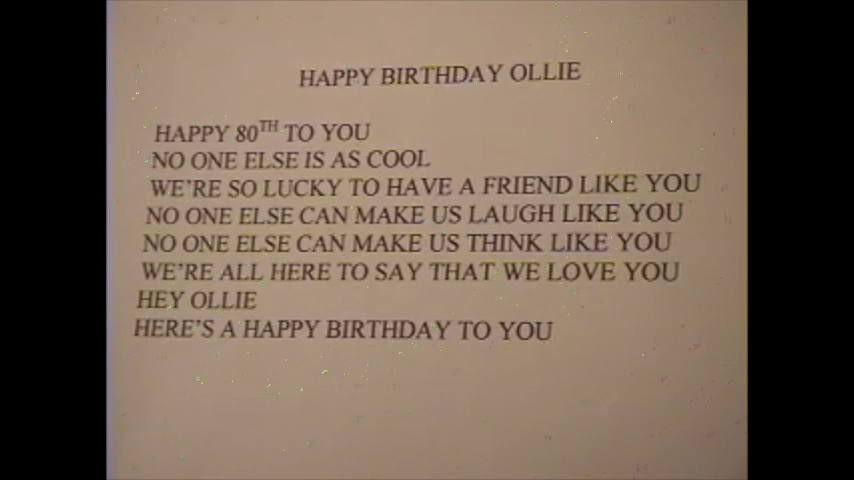 HAPPY BIRTHDAY OLLIE
HAPPY 80TH TO YOU
NO ONE ELSE IS AS COOL
WE'RE SO LUCKY TO HAVE A FRIEND LIKE YOU
NO ONE ELSE CAN MAKE US LAUGH LIKE YOU
NO ONE ELSE CAN MAKE US THINK LIKE YOU
WE'RE ALL HERE TO SAY THAT WE LOVE YOU
HEY OLLIE
HERE'S A HAPPY BIRTHDAY TO YOU